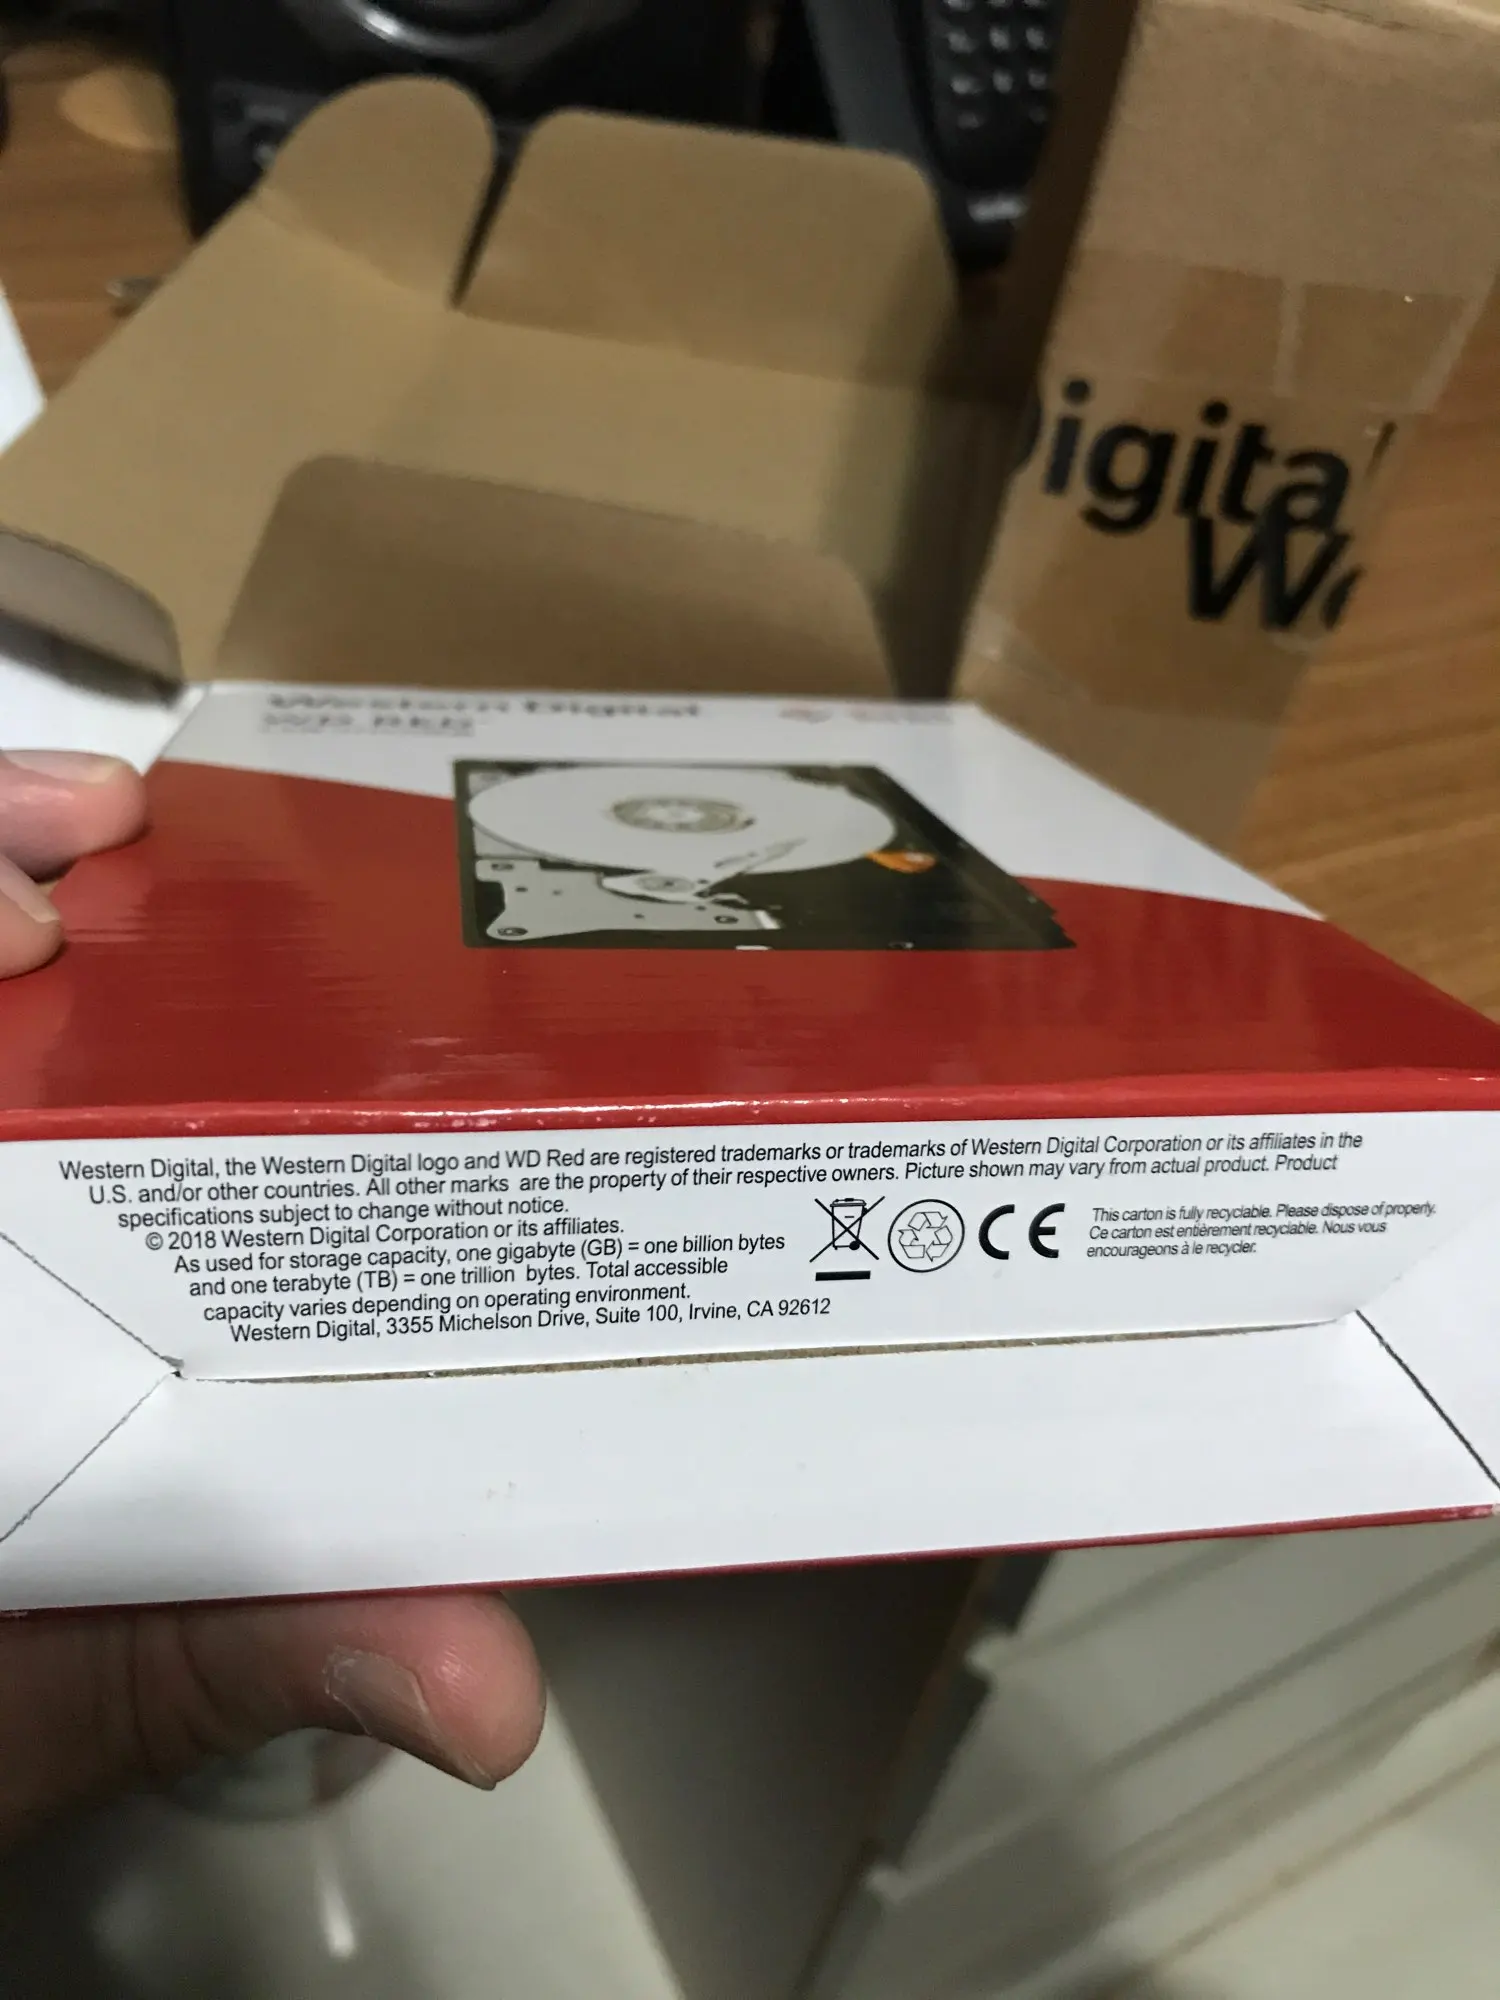 igital
W
Western Digital
WD RED
Western Digital, the Western Digital logo and WD Red are registered trademarks or trademarks of Western Digital Corporation or its affiliates in the
U.S. and/or other countries. All other marks are the property of their respective owners. Picture shown may vary from actual product. Product
specifications subject to change without notice.
© 2018 Western Digital Corporation or its affiliates.
As used for storage capacity, one gigabyte (GB) = one billion bytes
and one terabyte (TB) = one trillion bytes. Total accessible
capacity varies depending on operating environment.
Western Digital, 3355 Michelson Drive, Suite 100, Irvine, CA 92612
CE
This carton is fully recyclable. Please dispose of properly.
Ce carton est entièrement recyclable. Nous vous
encourageons à le recycler.